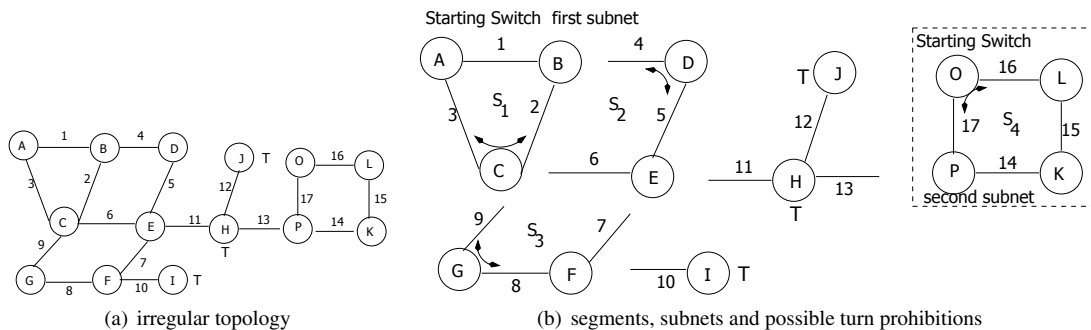 A
1
B
4
D
3
2
5
C
6
E
9
7
G
8
F
10
I
T
11
H
T
12
J
T
13
O
16
L
17
15
P
14
K
(a) irregular topology
Starting Switch first subnet
A
1
B
3
S1
2
C
4
D
S2
5
6
E
9
S3
7
G
8
F
10
I
T
T
J
12
11
H
13
T
Starting Switch
O
16
L
17
S4
15
P
14
K
second subnet
(b) segments, subnets and possible turn prohibitions